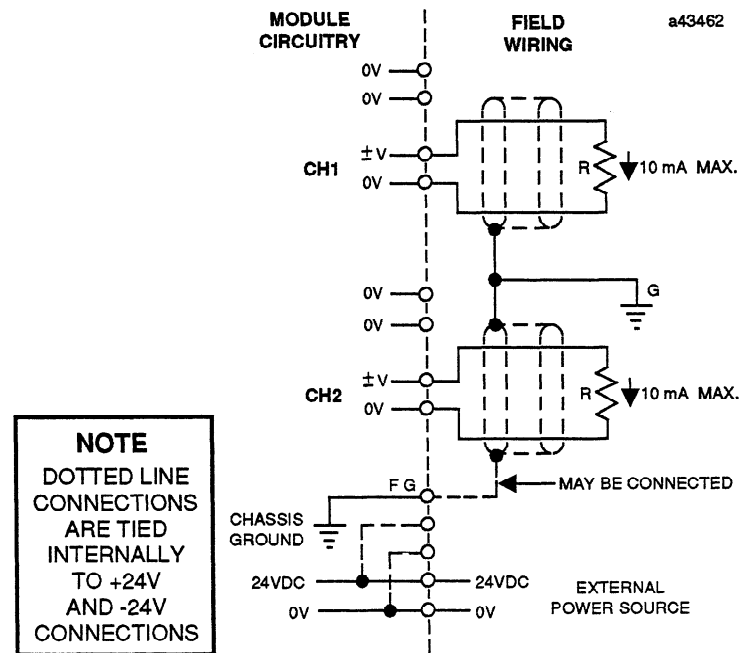 MODULE CIRCUITRY
FIELD WIRING
a43462
0V
0V
CH1
±V
0V
R
10 mA MAX.
G
0V
0V
CH2
±V
0V
R
10 mA MAX.
NOTE
DOTTED LINE
CONNECTIONS
ARE TIED
INTERNALLY
TO +24V
AND -24V
CONNECTIONS
F G
MAY BE CONNECTED
CHASSIS
GROUND
24VDC
24VDC
0V
0V
EXTERNAL
POWER SOURCE